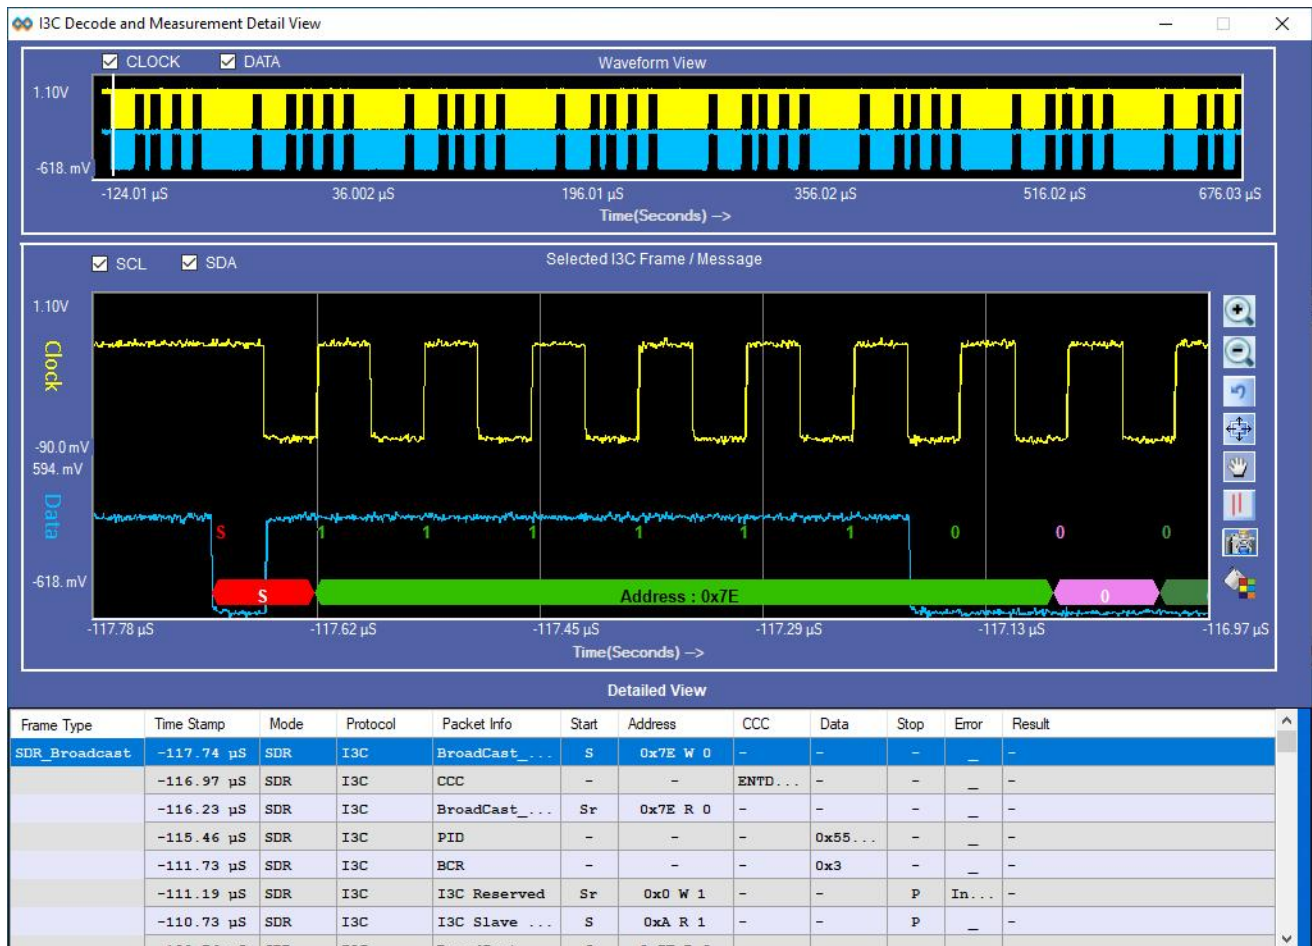 I3C Decode and Measurement Detail View
CLOCK DATA Waveform View
1.10V
-618. mV
-124.01 µS 36.002 µS 196.01 µS 356.02 µS 516.02 µS 676.03 µS
Time(Seconds) -->
SCL SDA Selected I3C Frame / Message
1.10V
Clock
-90.0 mV
594. mV
Data
S 1 1 1 1 1 1 0 0 0
-618. mV
S Address : 0x7E 0
-117.78 µS -117.62 µS -117.45 µS -117.29 µS -117.13 µS -116.97 µS
Time(Seconds) -->
Detailed View
Frame Type Time Stamp Mode Protocol Packet Info Start Address CCC Data Stop Error Result
SDR_Broadcast -117.74 µS SDR I3C BroadCast_... S 0x7E W 0 - - - _ -
-116.97 µS SDR I3C CCC - - ENTD... - - _ -
-116.23 µS SDR I3C BroadCast_... Sr 0x7E R 0 - - - _ -
-115.46 µS SDR I3C PID - - - 0x55... - _ -
-111.73 µS SDR I3C BCR - - - 0x3 - _ -
-111.19 µS SDR I3C I3C Reserved Sr 0x0 W 1 - - P In... -
-110.73 µS SDR I3C I3C Slave ... S 0xA R 1 - - P _ -